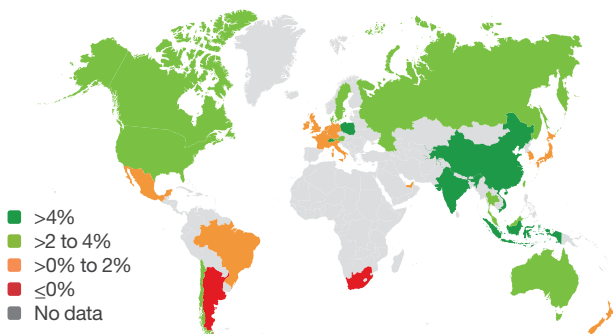 >4%
>2 to 4%
>0% to 2%
≤0%
No data